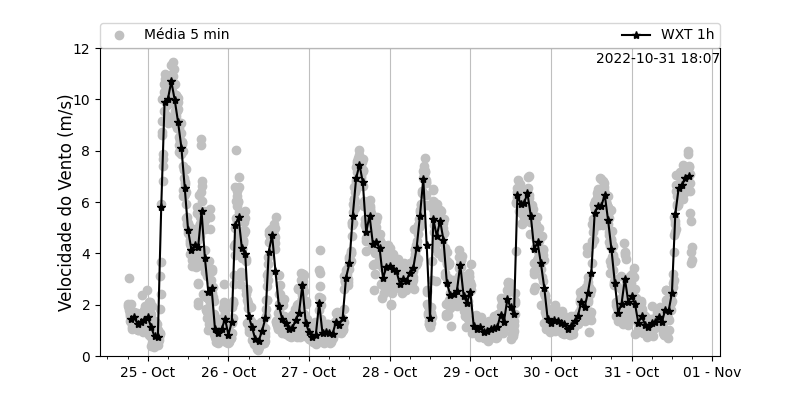 Média 5 min WXT 1h
2022-10-31 18:07
Velocidade do Vento (m/s)
12
10
8
6
4
2
0
25 - Oct 26 - Oct 27 - Oct 28 - Oct 29 - Oct 30 - Oct 31 - Oct 01 - Nov